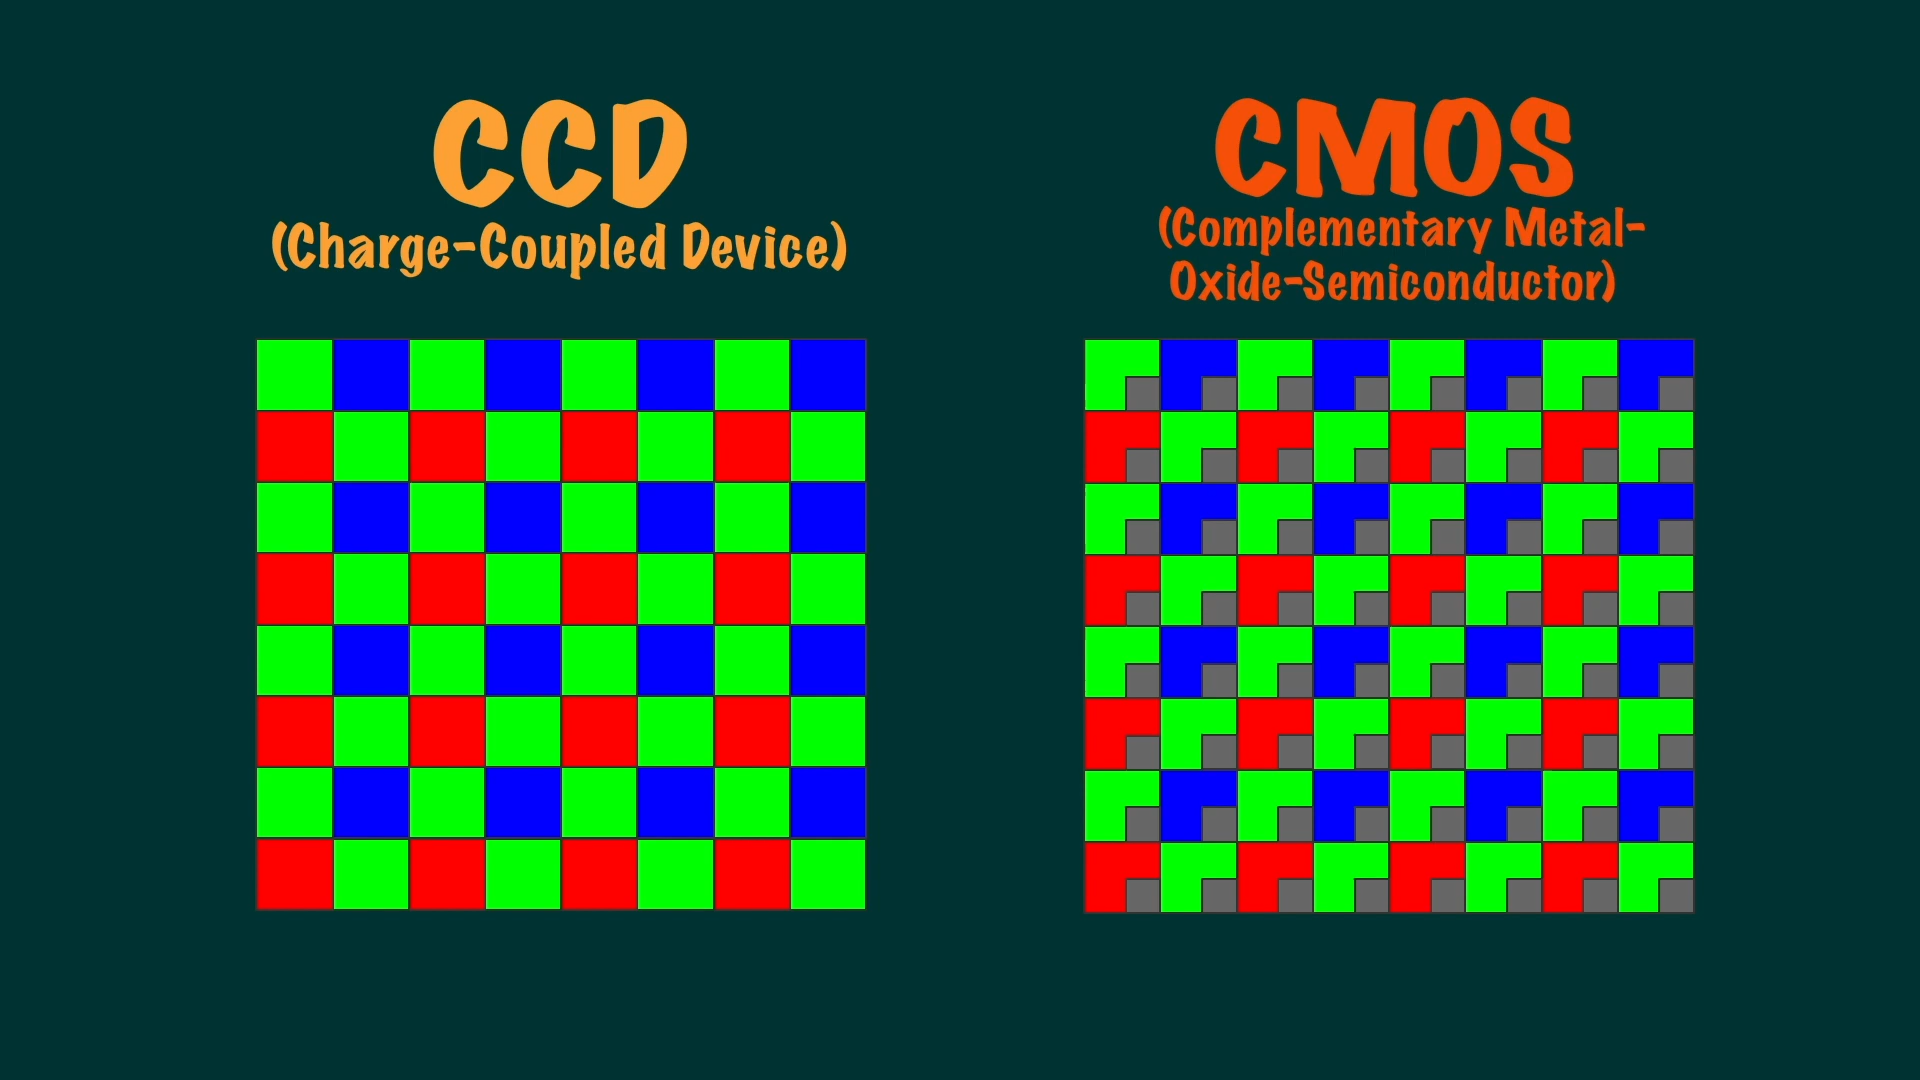 CCD
(Charge-Coupled Device)
CMOS
(Complementary Metal-
Oxide-Semiconductor)